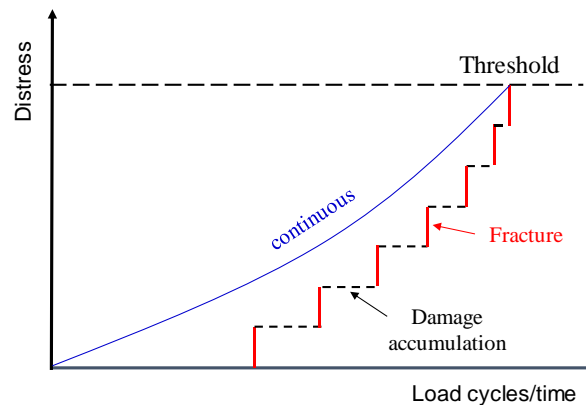 Distress
Threshold
continuous
Fracture
Damage
accumulation
Load cycles/time